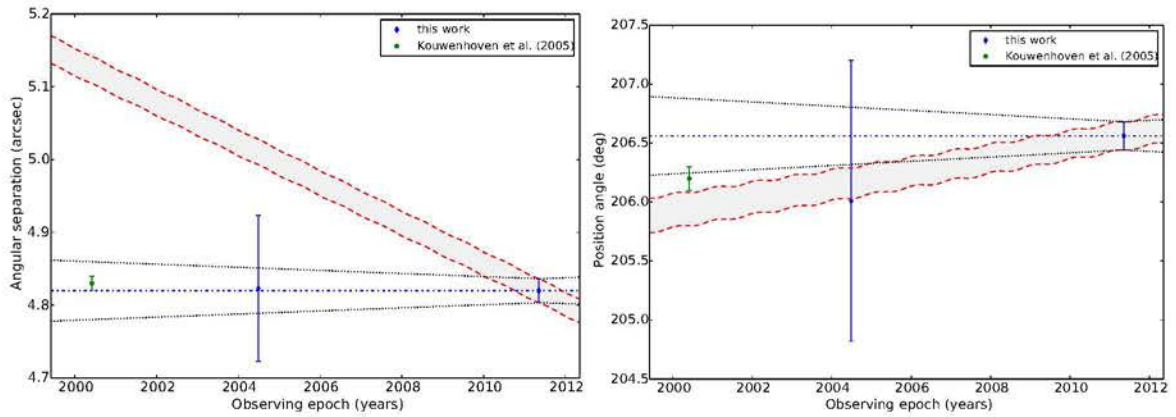 5.2
5.1
5.0
4.9
4.8
4.7
Angular separation (arcsec)
this work
Kouwenhoven et al. (2005)
2000 2002 2004 2006 2008 2010 2012
Observing epoch (years)
207.5
207.0
206.5
206.0
205.5
205.0
204.5
Position angle (deg)
this work
Kouwenhoven et al. (2005)
2000 2002 2004 2006 2008 2010 2012
Observing epoch (years)